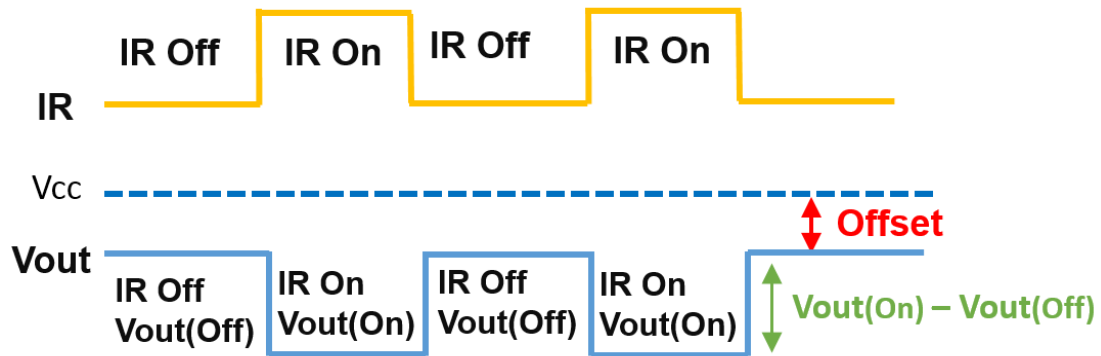 IR Off
IR On
IR Off
IR On
IR
Vcc
Offset
Vout
IR Off
Vout(Off)
IR On
Vout(On)
IR Off
Vout(Off)
IR On
Vout(On)
Vout(On) – Vout(Off)